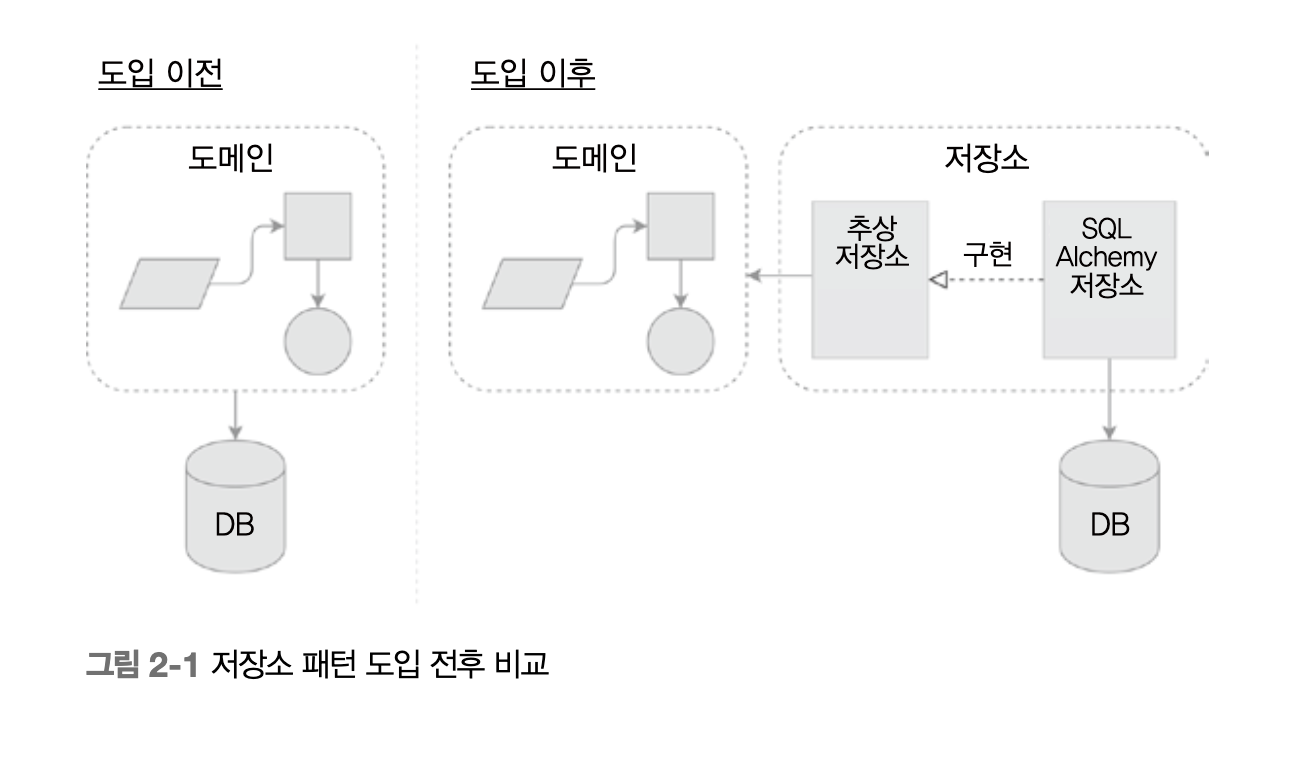 도입 이전
도메인
DB
도입 이후
도메인
저장소
추상
저장소
구현
SQL
Alchemy
저장소
DB
그림 2-1 저장소 패턴 도입 전후 비교